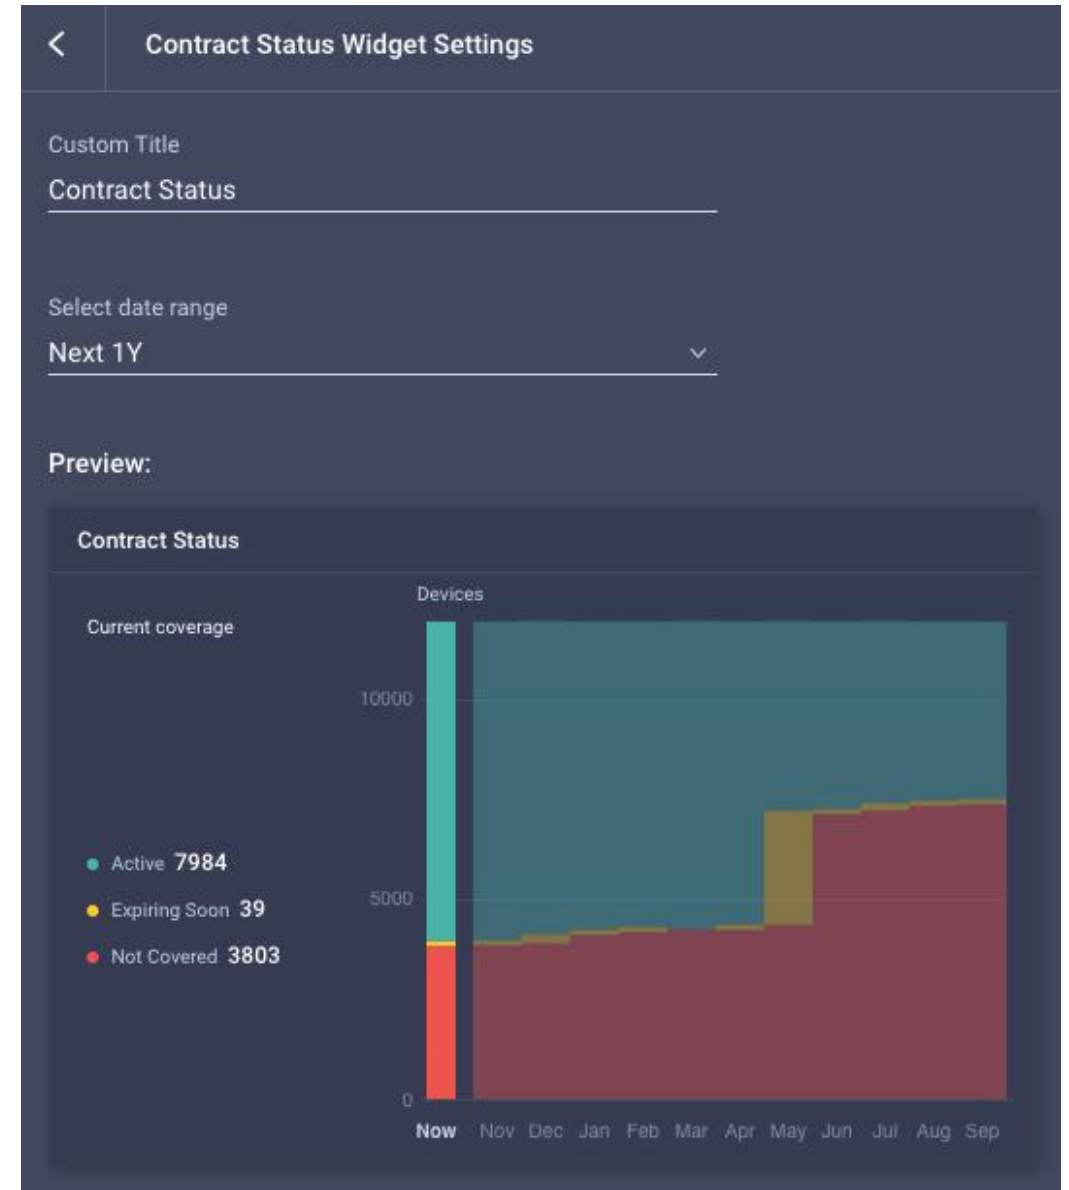 Contract Status Widget Settings
Custom Title
Contract Status
Select date range
Next 1Y
Preview:
Contract Status
Devices
Current coverage
10000
Active 7984
5000
Expiring Soon 39
Not Covered 3803
0
Now Nov Dec Jan Feb Mar Apr May Jun Jul Aug Sep